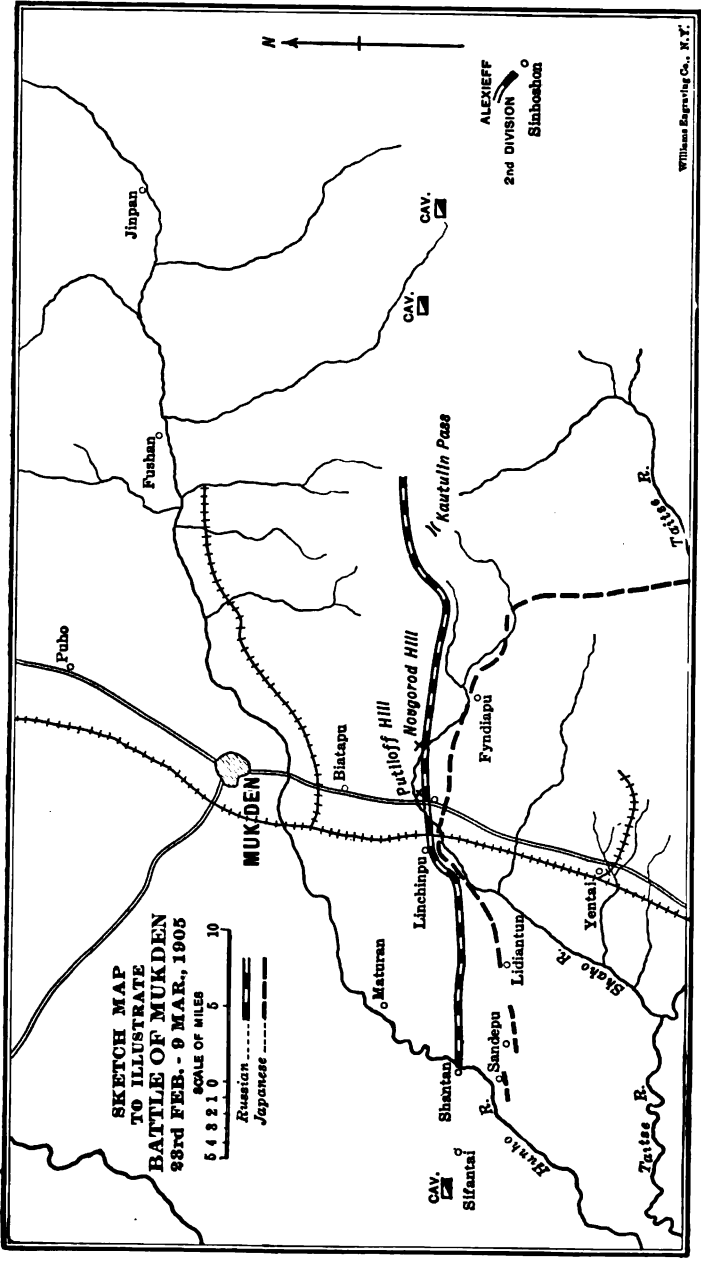 SKETCH MAP
TO ILLUSTRATE
BATTLE OF MUKDEN
23rd FEB. - 9 MAR., 1905
SCALE OF MILES
5 4 3 2 1 0 5 10
Russian
Japanese
N
ALEXIEFF
2nd DIVISION
Sinboshon
Williams Engraving Co., N.Y.
Jinpan
CAV.
CAV.
Fushan
Kautulin Pass
Taitse R.
Puho
MUKDEN
Biatapu
Putiloff Hill
Novgorod Hill
Fyndiapu
Linchinpu
Yentai
Maturan
Lidiantun
Shaho R.
Sandepu
Shantan
Hunho R.
CAV.
Sifantai
Taitse R.